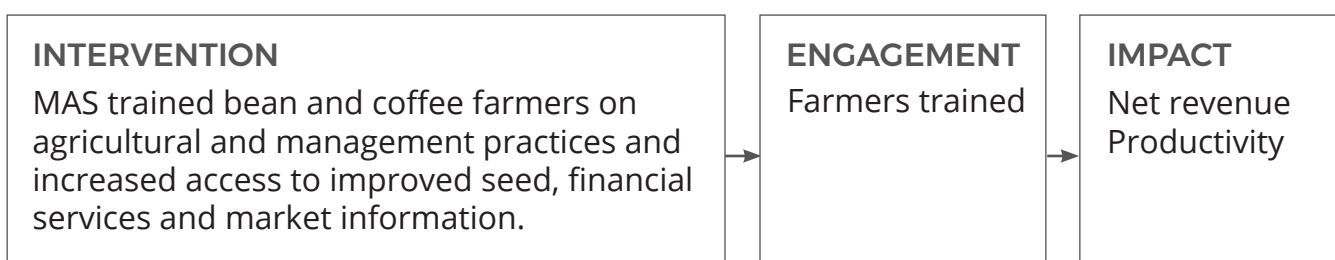 INTERVENTION
MAS trained bean and coffee farmers on
agricultural and management practices and
increased access to improved seed, financial
services and market information.
ENGAGEMENT
Farmers trained
IMPACT
Net revenue
Productivity